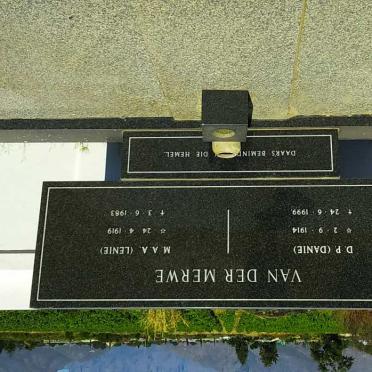 VAN DER MERWE
D.P. (DANIE) M.A.A. (LENIE)
☆ 2 · 9 · 1914 ☆ 24 · 4 · 1919
† 24 · 6 · 1999 † 3 · 6 · 1983
DAARS BEMIND
DIE HEMEL